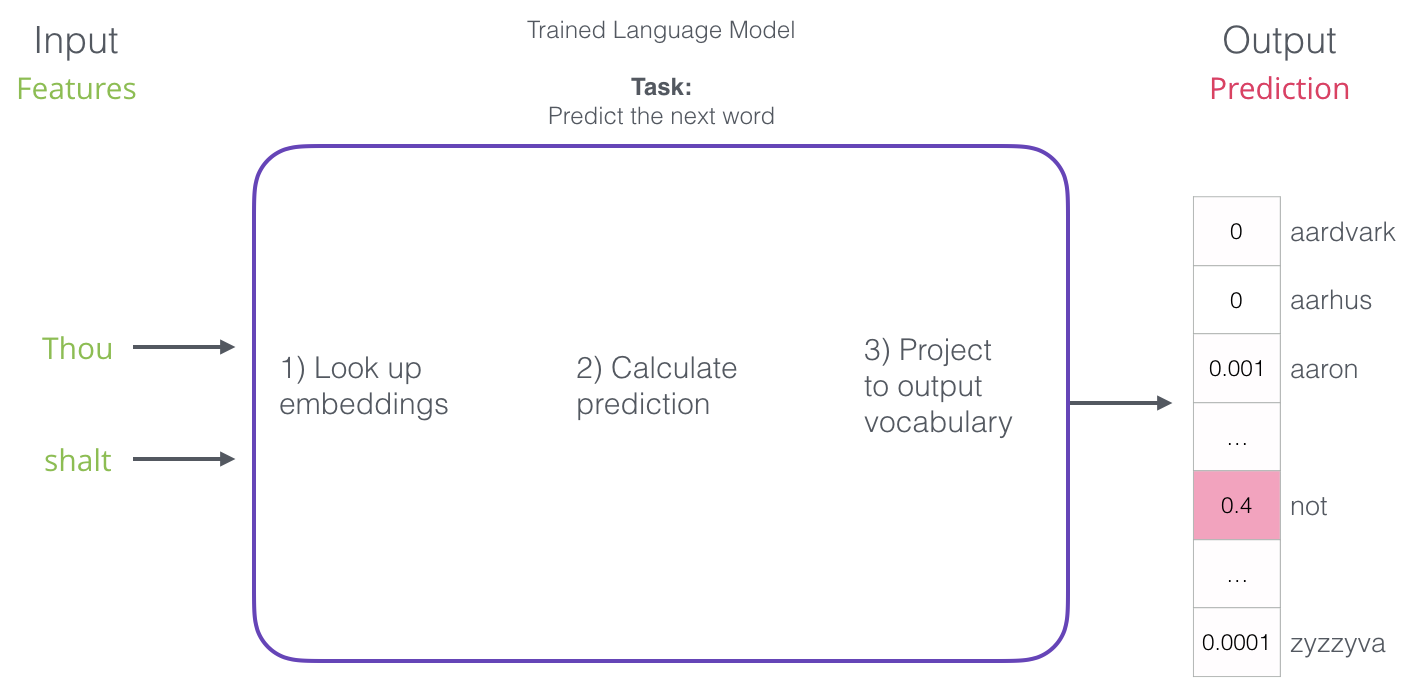 Input
Features
Trained Language Model
Task:
Predict the next word
Output
Prediction
Thou
shalt
1) Look up
embeddings
2) Calculate
prediction
3) Project
to output
vocabulary
0 aardvark
0 aarhus
0.001 aaron
...
0.4 not
...
0.0001 zyzzyva